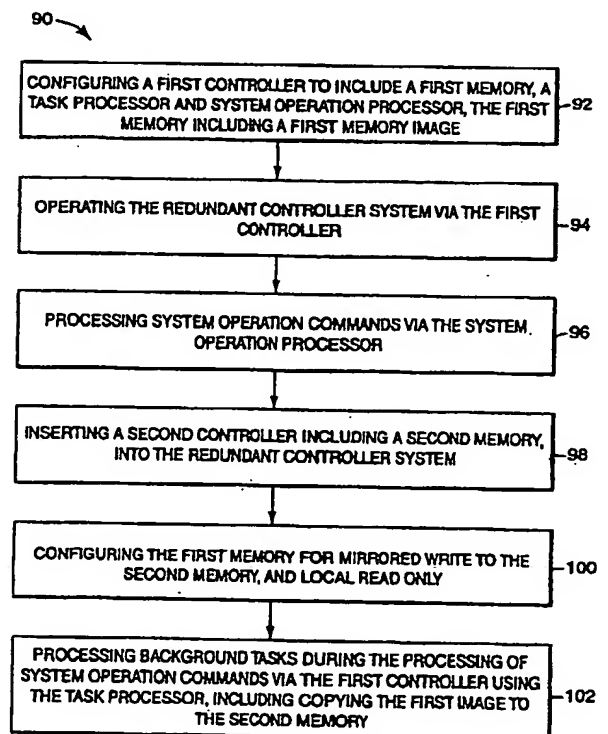 90
CONFIGURING A FIRST CONTROLLER TO INCLUDE A FIRST MEMORY, A
TASK PROCESSOR AND SYSTEM OPERATION PROCESSOR, THE FIRST
MEMORY INCLUDING A FIRST MEMORY IMAGE
92
OPERATING THE REDUNDANT CONTROLLER SYSTEM VIA THE FIRST
CONTROLLER
94
PROCESSING SYSTEM OPERATION COMMANDS VIA THE SYSTEM.
OPERATION PROCESSOR
96
INSERTING A SECOND CONTROLLER INCLUDING A SECOND MEMORY,
INTO THE REDUNDANT CONTROLLER SYSTEM
98
CONFIGURING THE FIRST MEMORY FOR MIRRORED WRITE TO THE
SECOND MEMORY, AND LOCAL READ ONLY
100
PROCESSING BACKGROUND TASKS DURING THE PROCESSING OF
SYSTEM OPERATION COMMANDS VIA THE FIRST CONTROLLER USING
THE TASK PROCESSOR, INCLUDING COPYING THE FIRST IMAGE TO
THE SECOND MEMORY
102